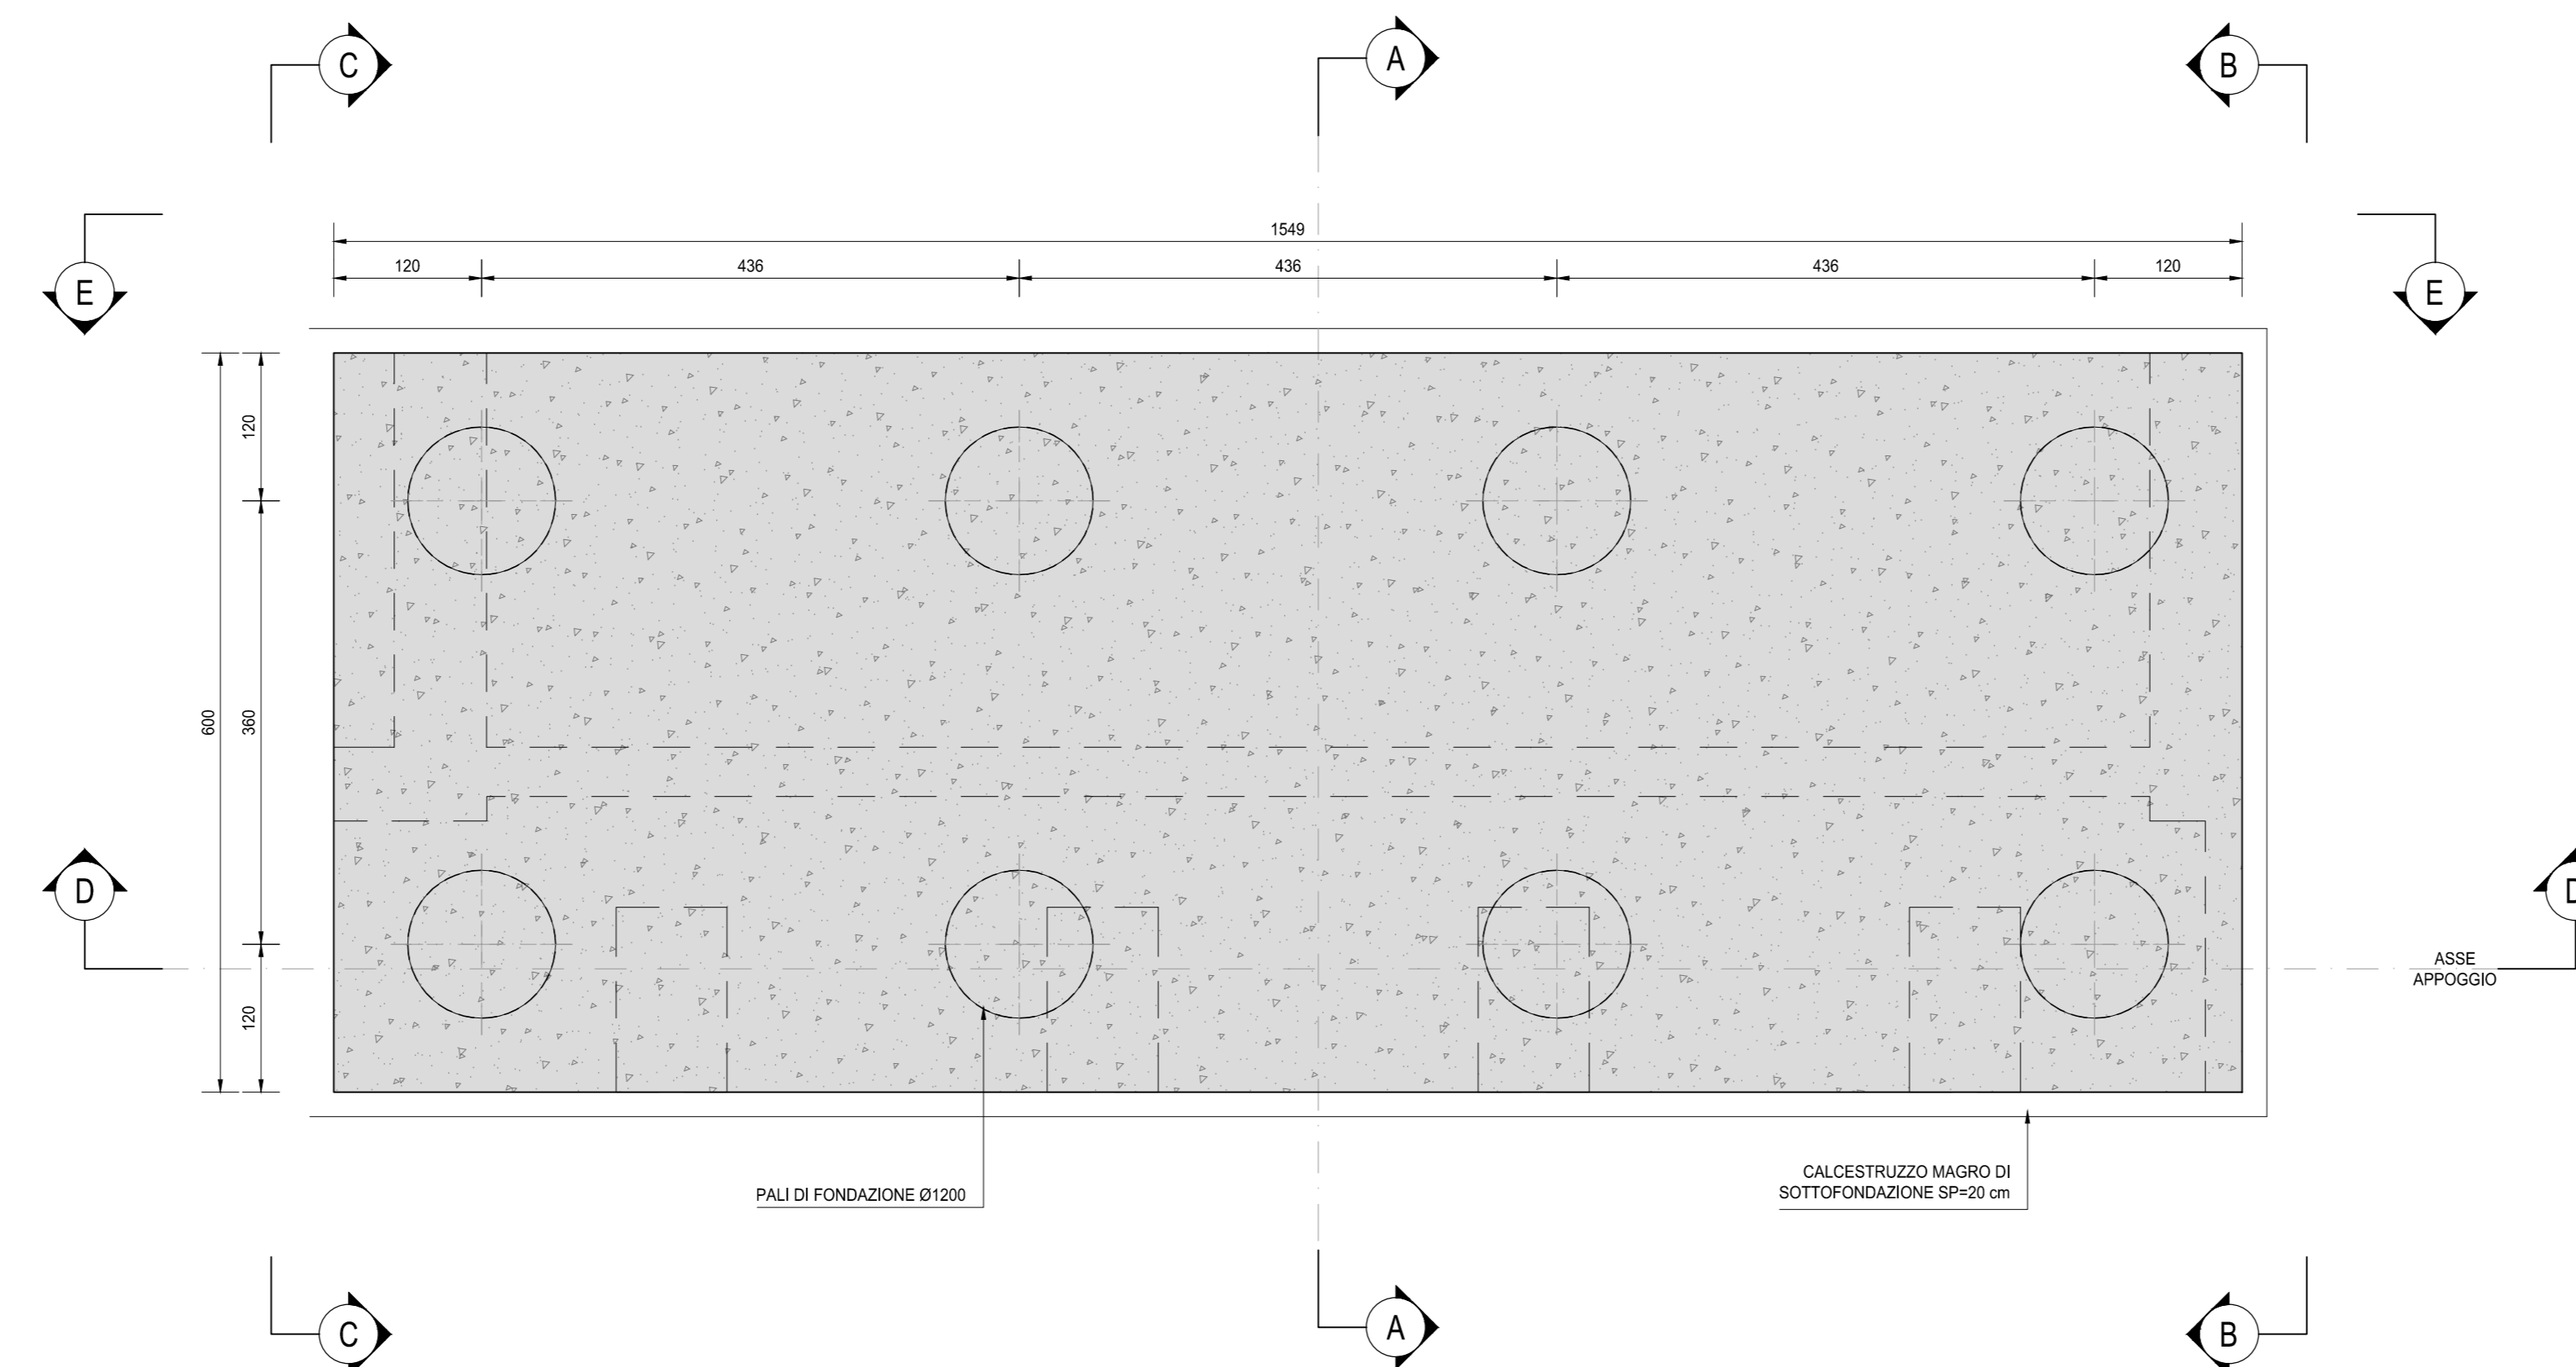 C
A
B
1549
120
436
436
436
120
E
E
120
600
360
120
D
D
ASSE
APPOGGIO
PALI DI FONDAZIONE Ø1200
CALCESTRUZZO MAGRO DI
SOTTOFONDAZIONE SP=20 cm
C
A
B